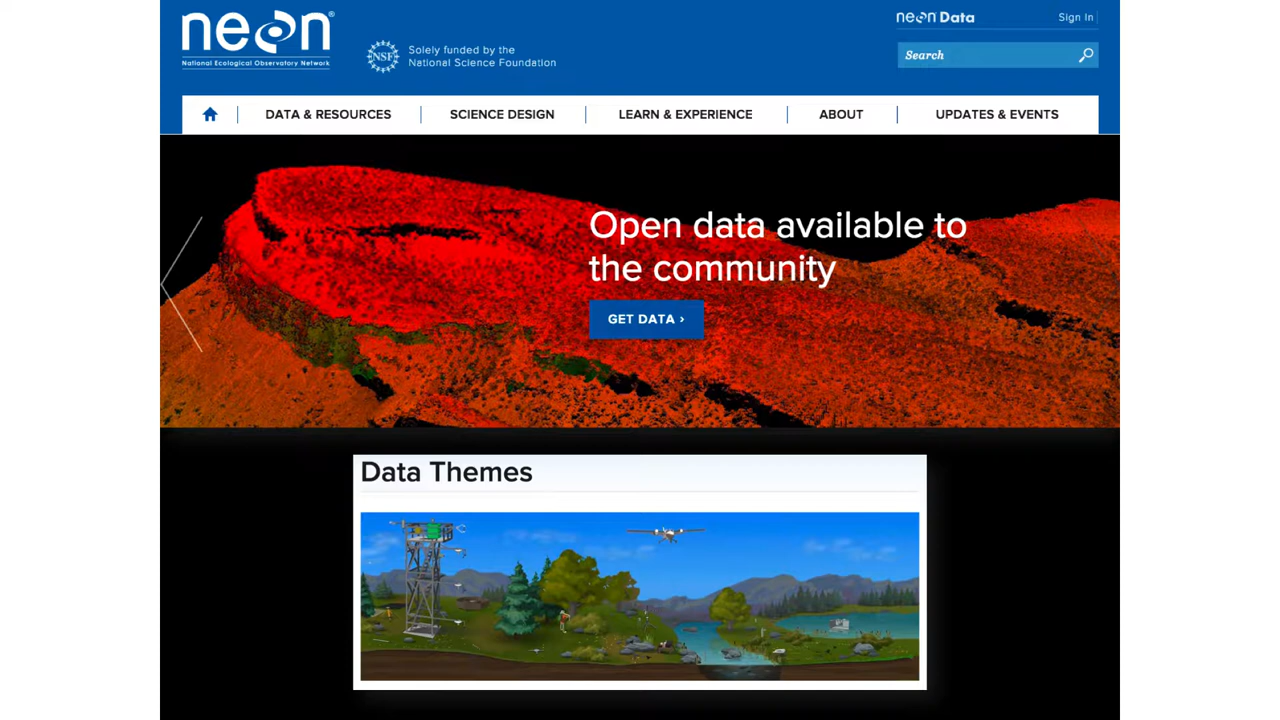 neon®
National Ecological Observatory Network
NSF
Solely funded by the
National Science Foundation
neon® Data
Sign In
Search
DATA & RESOURCES
SCIENCE DESIGN
LEARN & EXPERIENCE
ABOUT
UPDATES & EVENTS
Open data available to
the community
GET DATA ›
Data Themes